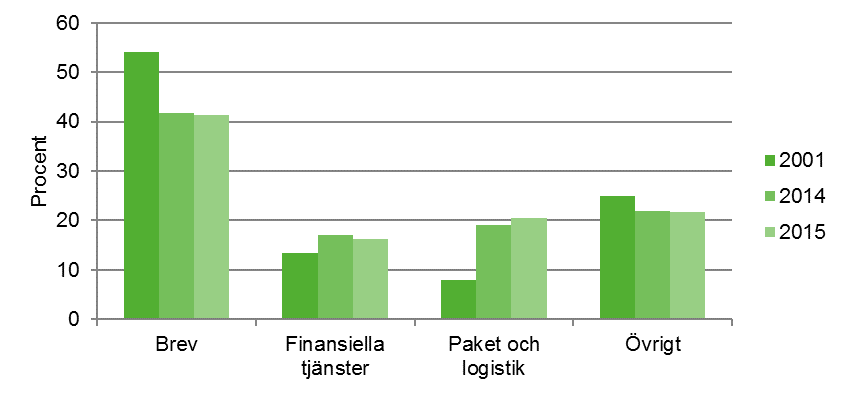 60
50
40
30
20
10
0
Procent
Brev
Finansiella
tjänster
Paket och
logistik
Övrigt
2001
2014
2015